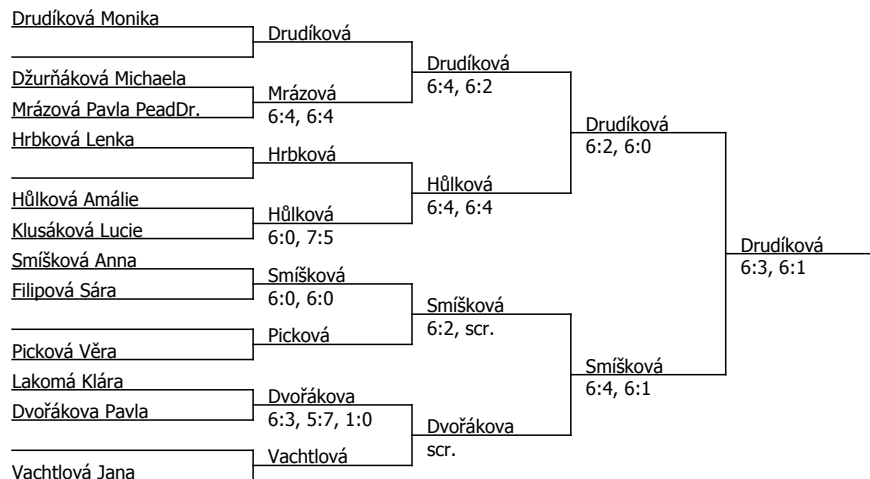 Drudíková Monika
Drudíková
Drudíková
6:4, 6:2
Džurňáková Michaela
Mrázová
6:4, 6:4
Mrázová Pavla PeadDr.
Drudíková
6:2, 6:0
Hrbková Lenka
Hrbková
Hůlková
6:4, 6:4
Hůlková Amálie
Hůlková
6:0, 7:5
Klusáková Lucie
Drudíková
6:3, 6:1
Smíšková Anna
Smíšková
6:0, 6:0
Filipová Sára
Smíšková
6:2, scr.
Picková
Picková Věra
Smíšková
6:4, 6:1
Lakomá Klára
Dvořákova
6:3, 5:7, 1:0
Dvořákova Pavla
Dvořákova
scr.
Vachtlová
Vachtlová Jana